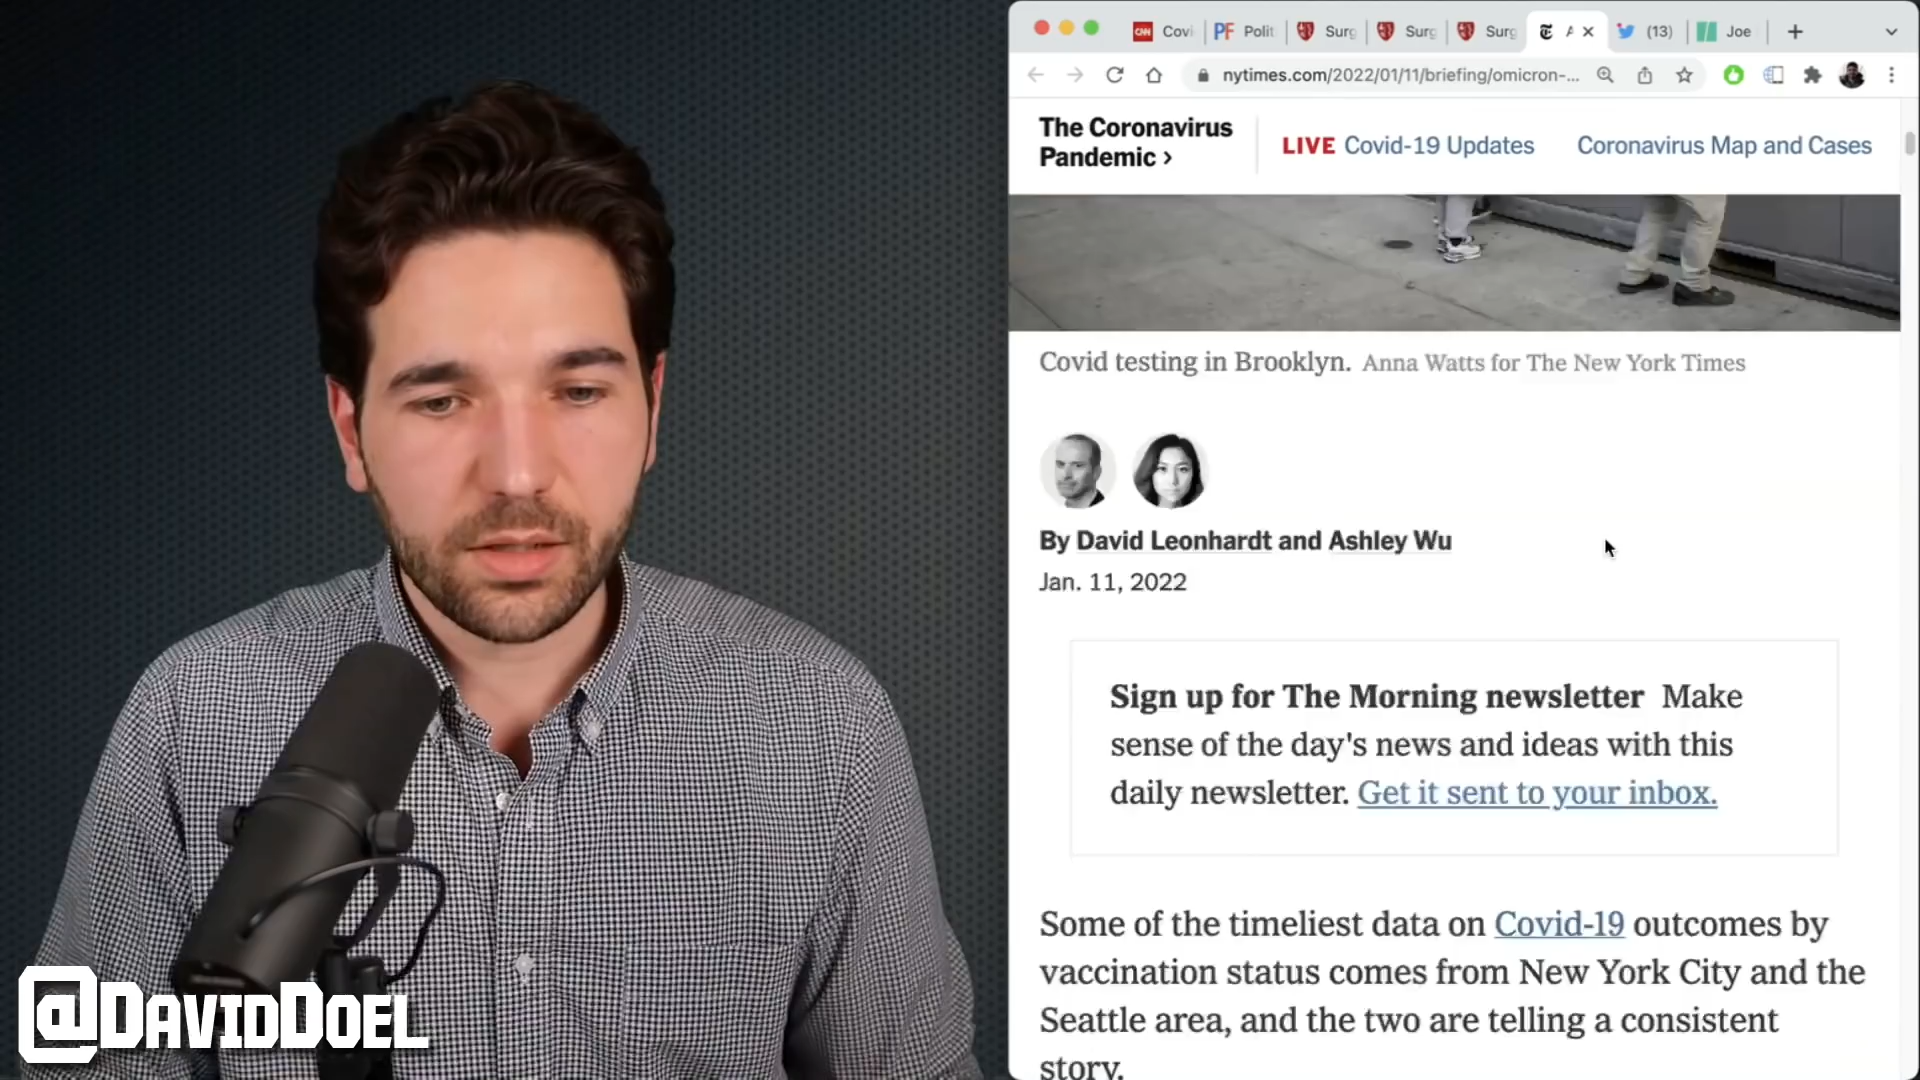 CNN Covi PF Polit Surg Surg Surg A (13) Joe
nytimes.com/2022/01/11/briefing/omicron-...
The Coronavirus
Pandemic >
LIVE Covid-19 Updates Coronavirus Map and Cases
Covid testing in Brooklyn. Anna Watts for The New York Times
By David Leonhardt and Ashley Wu
Jan. 11, 2022
Sign up for The Morning newsletter Make
sense of the day's news and ideas with this
daily newsletter. Get it sent to your inbox.
Some of the timeliest data on Covid-19 outcomes by
vaccination status comes from New York City and the
Seattle area, and the two are telling a consistent
story.
@DAVIDDOEL